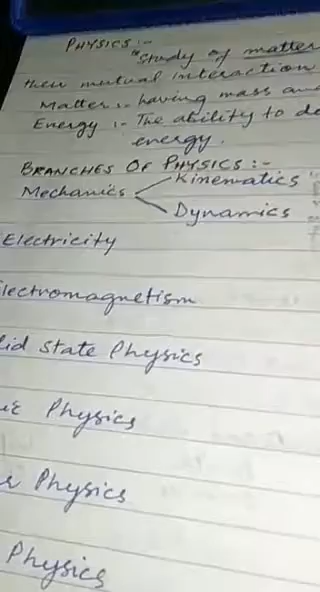 PHYSICS :-
"Study of matter
their mutual interaction
Matter :- having mass
Energy :- The ability to do
energy.
BRANCHES OF PHYSICS :-
Mechanics Kinematics
Dynamics
Electricity
lectromagnetism
lid State Physics
ic Physics
r Physics
Physics